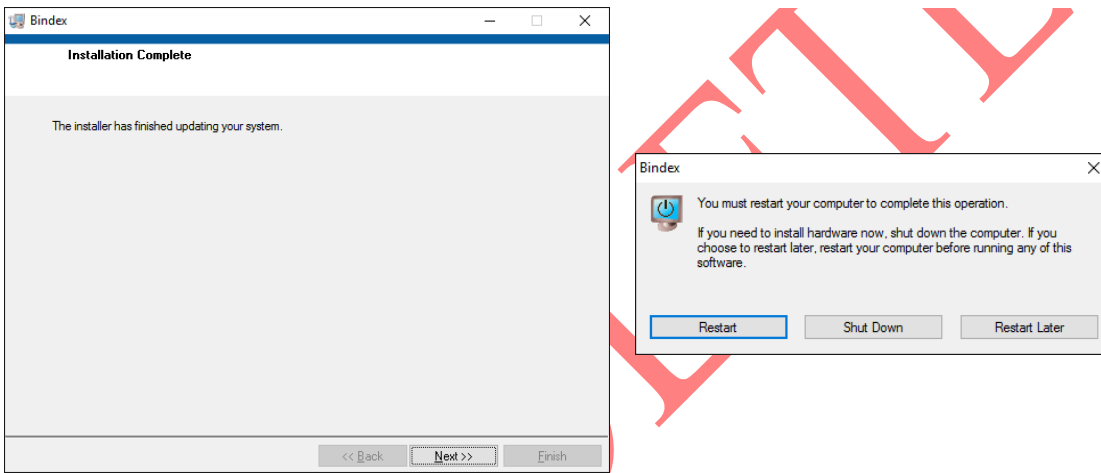 Bindex
Installation Complete
The installer has finished updating your system.
<< Back
Next >>
Finish
Bindex
You must restart your computer to complete this operation.
If you need to install hardware now, shut down the computer. If you
choose to restart later, restart your computer before running any of this
software.
Restart
Shut Down
Restart Later